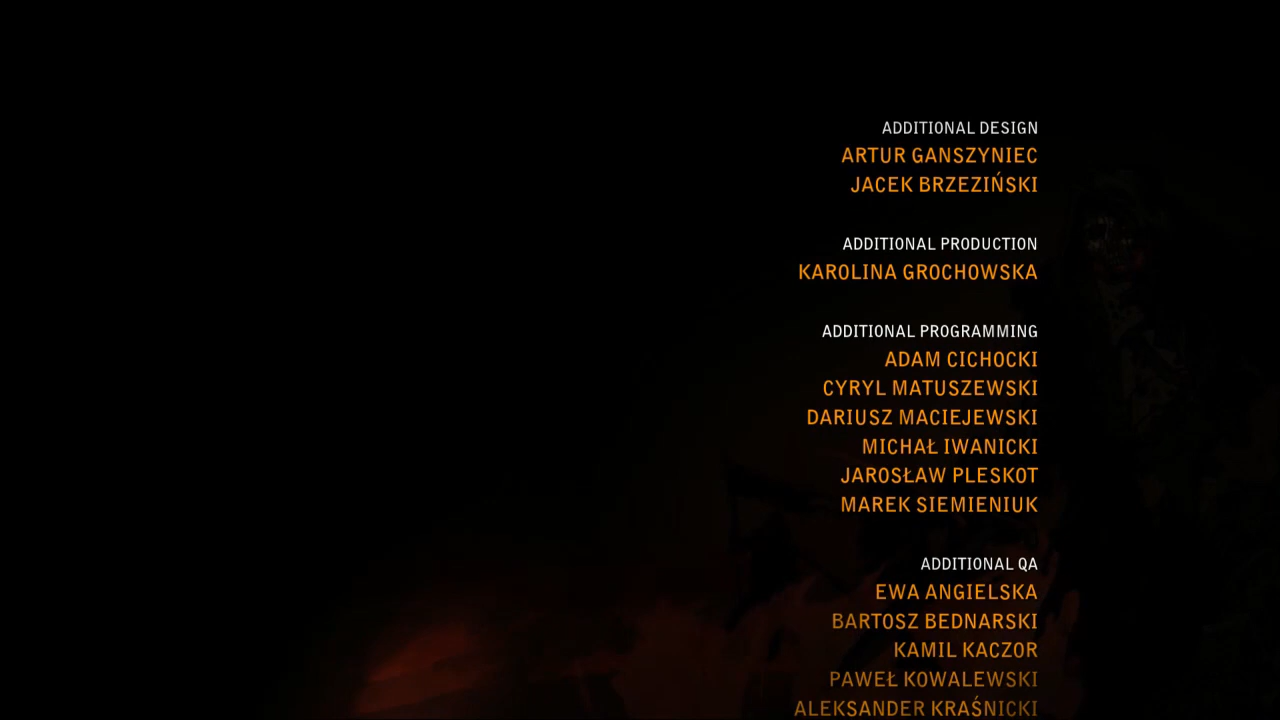 ADDITIONAL DESIGN
ARTUR GANSZYNIEC
JACEK BRZEZIŃSKI
ADDITIONAL PRODUCTION
KAROLINA GROCHOWSKA
ADDITIONAL PROGRAMMING
ADAM CICHOCKI
CYRYL MATUSZEWSKI
DARIUSZ MACIEJEWSKI
MICHAŁ IWANICKI
JAROSŁAW PLESKOT
MAREK SIEMIENIUK
ADDITIONAL QA
EWA ANGIELSKA
BARTOSZ BEDNARSKI
KAMIL KACZOR
PAWEŁ KOWALEWSKI
ALEKSANDER KRAŚNICKI